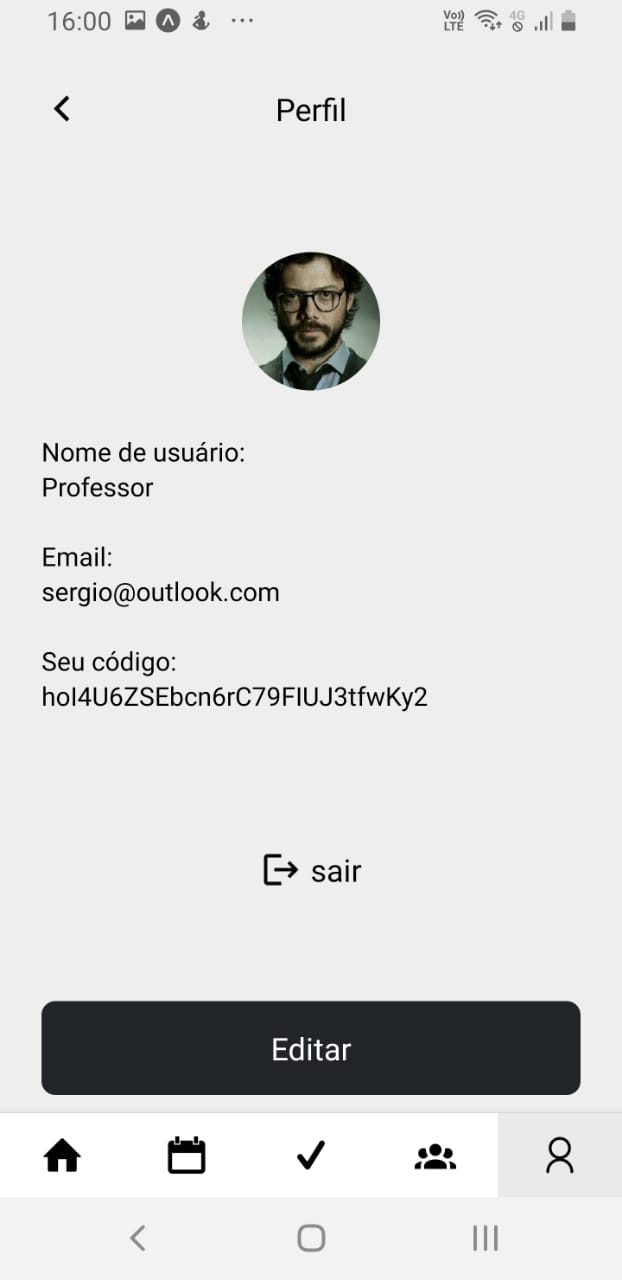 16:00
Vo))
LTE
4G
Perfil
Nome de usuário:
Professor
Email:
sergio@outlook.com
Seu código:
hoI4U6ZSEbcn6rC79FIUJ3tfwKy2
sair
Editar